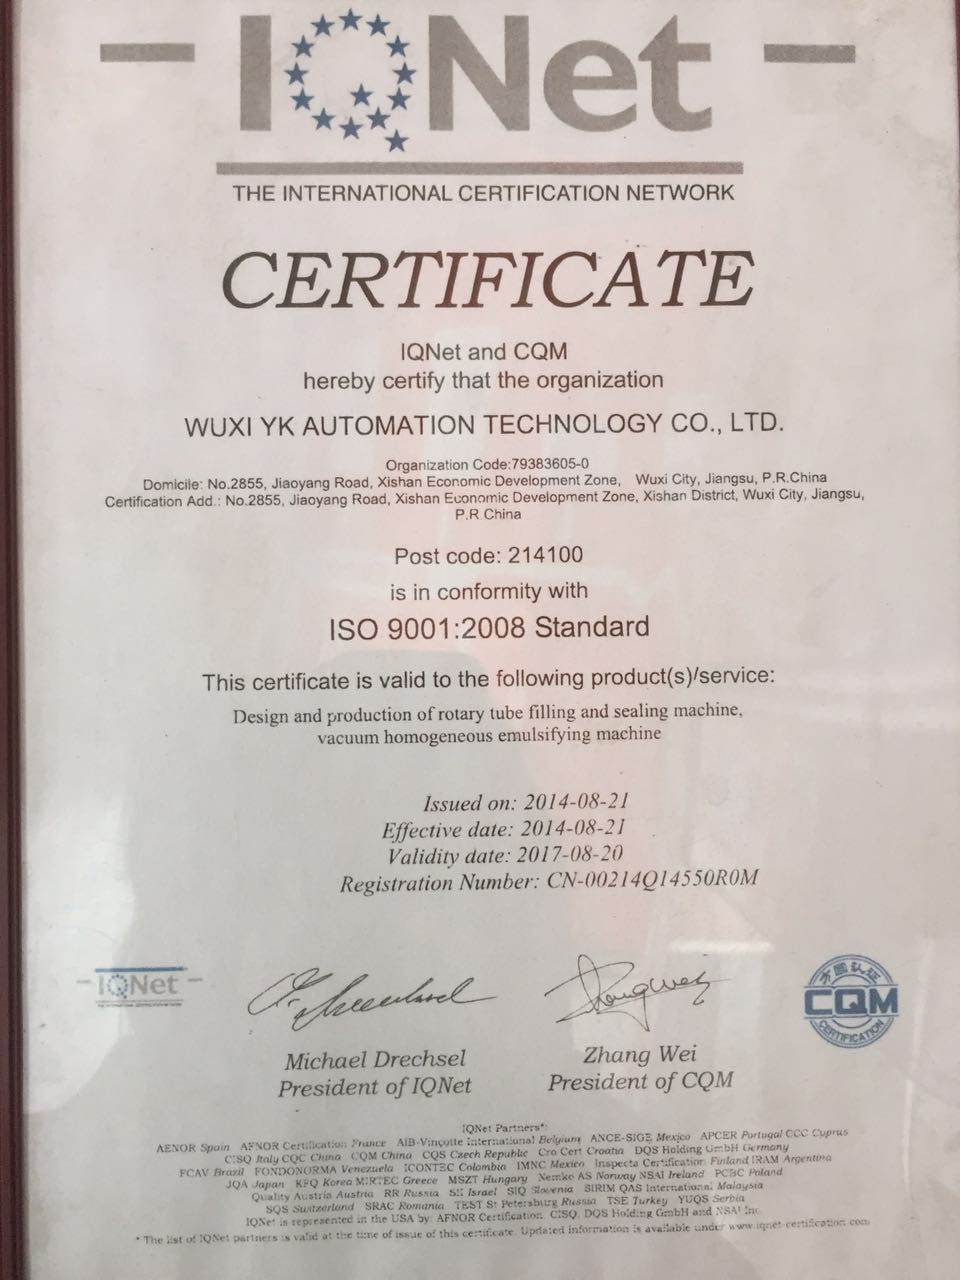 IQNet
THE INTERNATIONAL CERTIFICATION NETWORK
CERTIFICATE
IQNet and CQM
hereby certify that the organization
WUXI YK AUTOMATION TECHNOLOGY CO., LTD.
Organization Code:79383605-0
Domicile: No.2855, Jiaoyang Road, Xishan Economic Development Zone, Wuxi City, Jiangsu, P.R.China
Certification Add.: No.2855, Jiaoyang Road, Xishan Economic Development Zone, Xishan District, Wuxi City, Jiangsu,
P.R.China
Post code: 214100
is in conformity with
ISO 9001:2008 Standard
This certificate is valid to the following product(s)/service:
Design and production of rotary tube filling and sealing machine,
vacuum homogeneous emulsifying machine
Issued on: 2014-08-21
Effective date: 2014-08-21
Validity date: 2017-08-20
Registration Number: CN-00214Q14550R0M
IQNet
方圆认证
CQM
CERTIFICATION
Michael Drechsel
President of IQNet
Zhang Wei
President of CQM
IQNet Partners*:
AENOR Spain AFNOR Certification France AIB-Vinçotte International Belgium ANCE-SIGE Mexico APCER Portugal CCC Cyprus
CISQ Italy CQC China CQM China CQS Czech Republic Cro Cert Croatia DQS Holding GmbH Germany
FCAV Brazil FONDONORMA Venezuela ICONTEC Colombia IMNC Mexico Inspecta Certification Finland IRAM Argentina
JQA Japan KFQ Korea MIRTEC Greece MSZT Hungary Nemko AS Norway NSAI Ireland PCBC Poland
Quality Austria Austria RR Russia SII Israel SIQ Slovenia SIRIM QAS International Malaysia
SQS Switzerland SRAC Romania TEST St Petersburg Russia TSE Turkey YUQS Serbia
IQNet is represented in the USA by: AFNOR Certification, CISQ, DQS Holding GmbH and NSAI Inc.
* The list of IQNet partners is valid at the time of issue of this certificate. Updated information is available under www.iqnet-certification.com